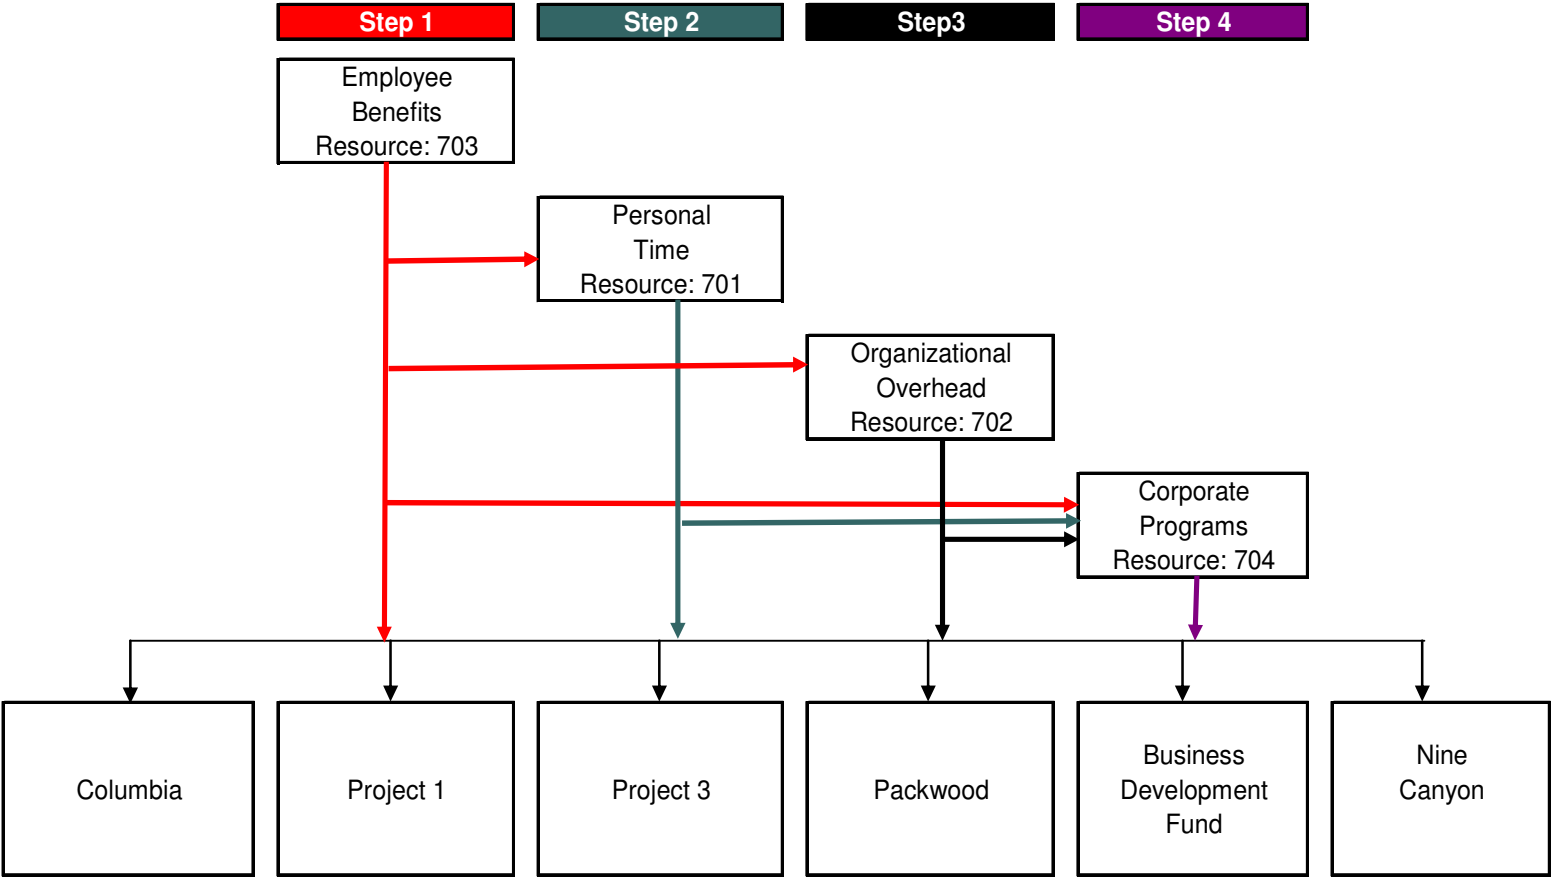 Step 1
Step 2
Step3
Step 4
Employee
Benefits
Resource: 703
Personal
Time
Resource: 701
Organizational
Overhead
Resource: 702
Corporate
Programs
Resource: 704
Columbia
Project 1
Project 3
Packwood
Business
Development
Fund
Nine
Canyon